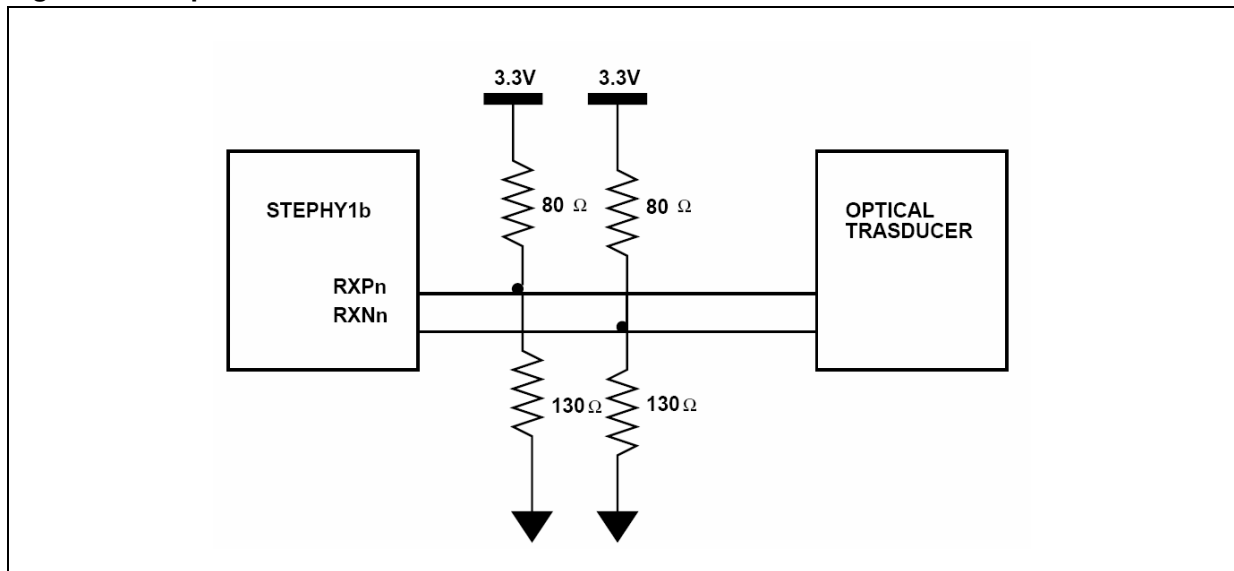 3.3V 3.3V
80 Ω 80 Ω
STEPHY1b
OPTICAL
TRASDUCER
RXPn
RXNn
130 Ω 130 Ω